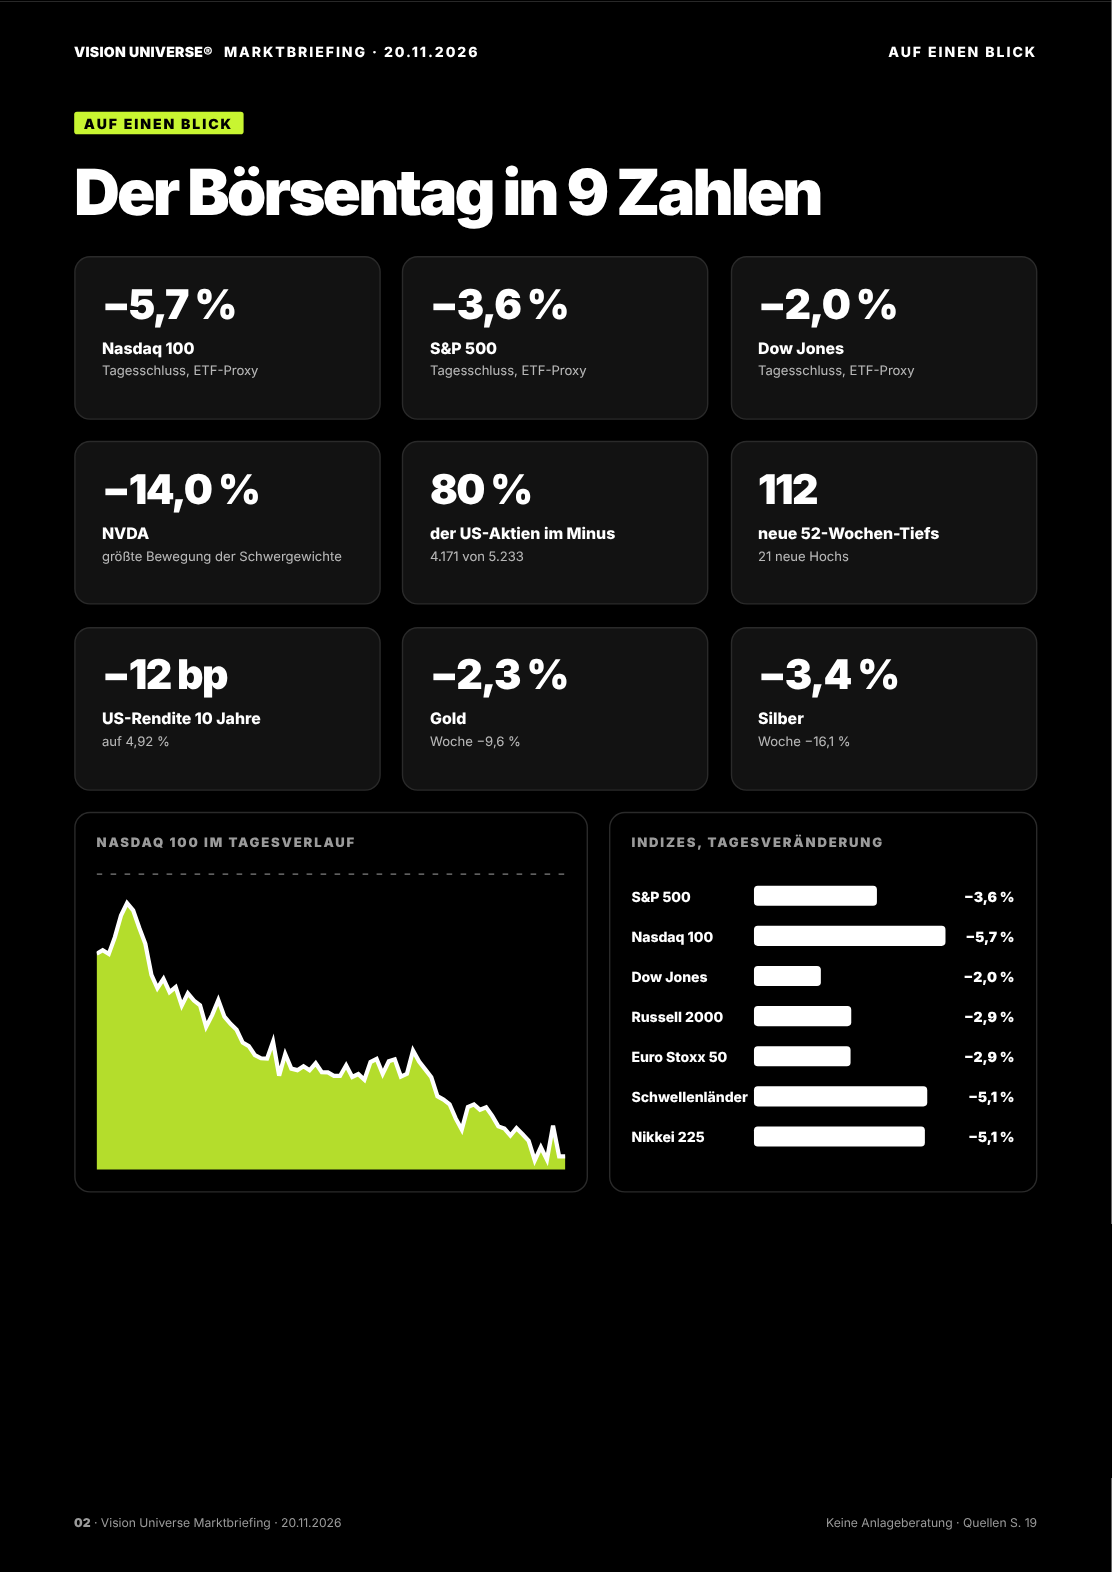 VISION UNIVERSE® MARKTBRIEFING · 20.11.2026
AUF EINEN BLICK
AUF EINEN BLICK
Der Börsentag in 9 Zahlen
−5,7 %
Nasdaq 100
Tagesschluss, ETF-Proxy
−3,6 %
S&P 500
Tagesschluss, ETF-Proxy
−2,0 %
Dow Jones
Tagesschluss, ETF-Proxy
−14,0 %
NVDA
größte Bewegung der Schwergewichte
80 %
der US-Aktien im Minus
4.171 von 5.233
112
neue 52-Wochen-Tiefs
21 neue Hochs
−12 bp
US-Rendite 10 Jahre
auf 4,92 %
−2,3 %
Gold
Woche −9,6 %
−3,4 %
Silber
Woche −16,1 %
NASDAQ 100 IM TAGESVERLAUF
INDIZES, TAGESVERÄNDERUNG
S&P 500 −3,6 %
Nasdaq 100 −5,7 %
Dow Jones −2,0 %
Russell 2000 −2,9 %
Euro Stoxx 50 −2,9 %
Schwellenländer −5,1 %
Nikkei 225 −5,1 %
02 · Vision Universe Marktbriefing · 20.11.2026
Keine Anlageberatung · Quellen S. 19